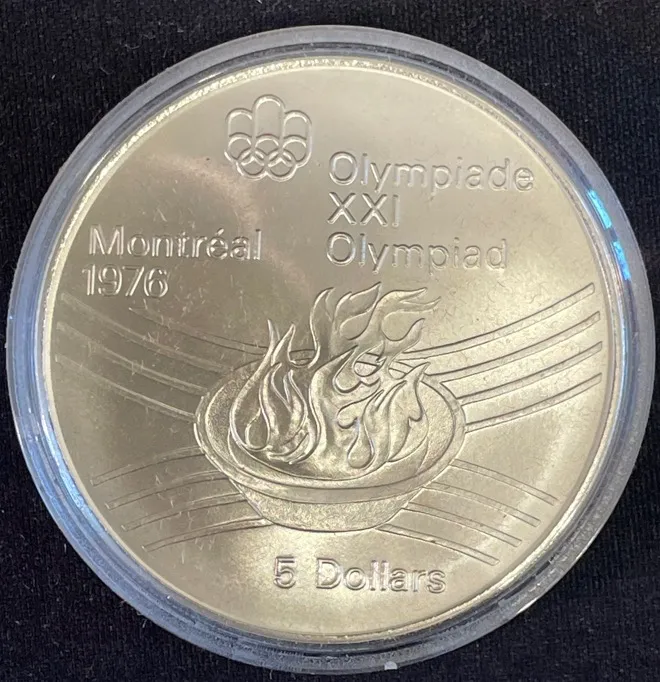 Olympiade
XXI
Olympiad
Montréal
1976
5 Dollars